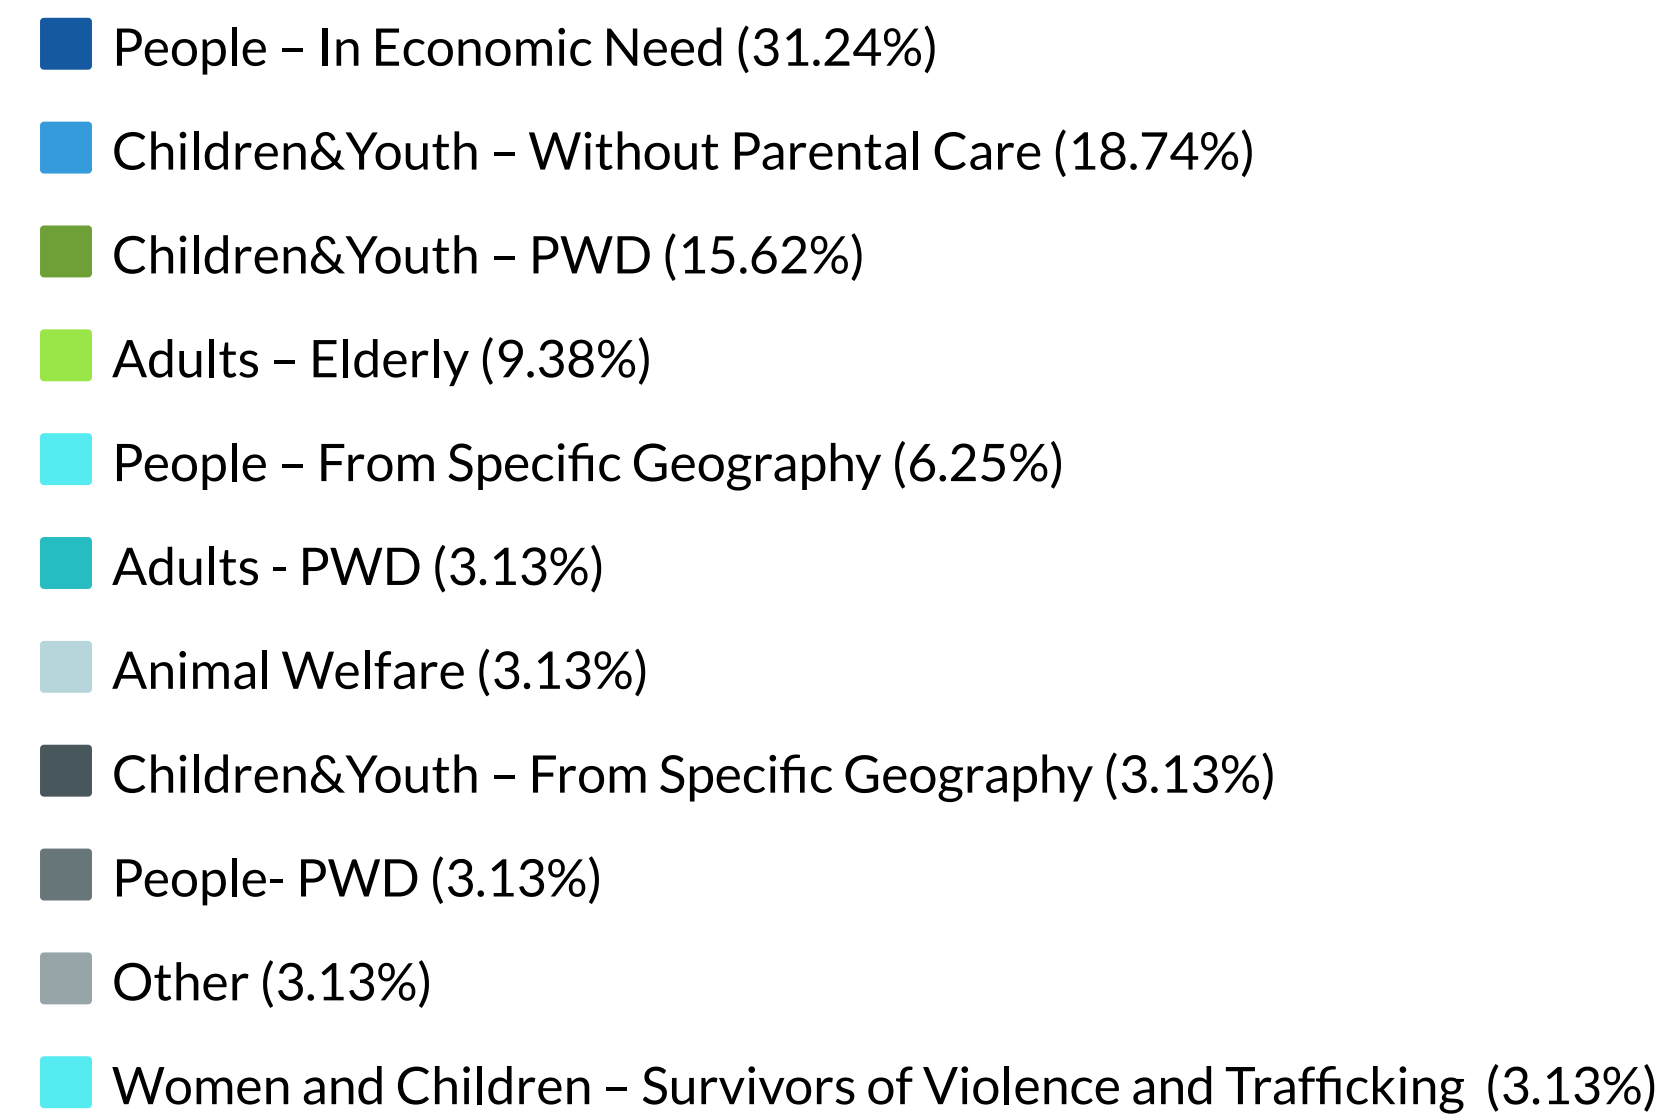 People – In Economic Need (31.24%)
Children&Youth – Without Parental Care (18.74%)
Children&Youth – PWD (15.62%)
Adults – Elderly (9.38%)
People – From Specific Geography (6.25%)
Adults - PWD (3.13%)
Animal Welfare (3.13%)
Children&Youth – From Specific Geography (3.13%)
People- PWD (3.13%)
Other (3.13%)
Women and Children – Survivors of Violence and Trafficking  (3.13%)